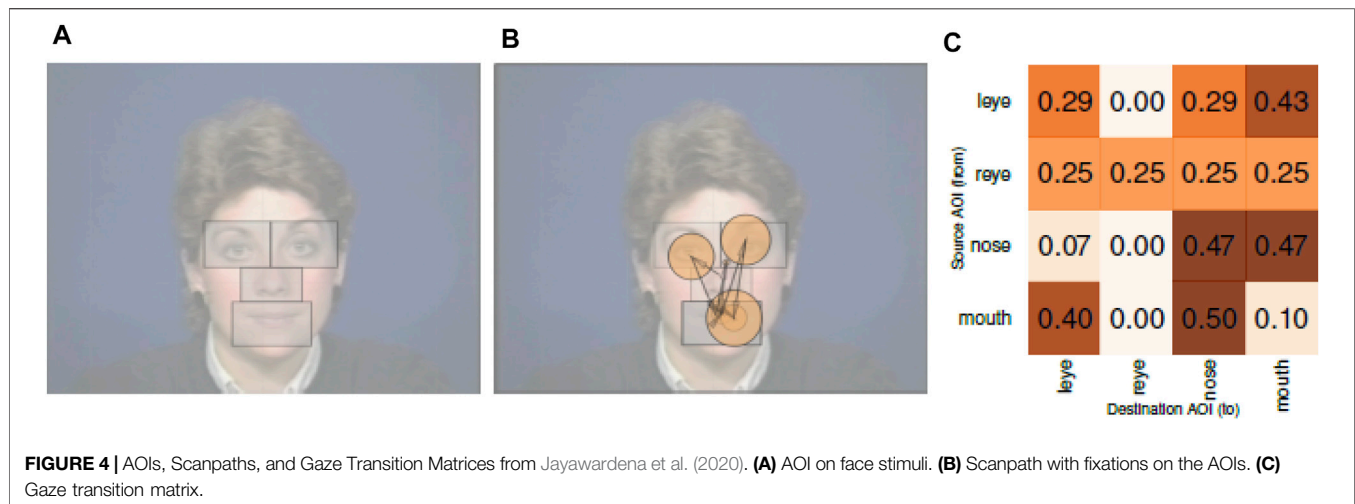 A
B
C
leye 0.29 0.00 0.29 0.43
reye 0.25 0.25 0.25 0.25
nose 0.07 0.00 0.47 0.47
mouth 0.40 0.00 0.50 0.10
Source AOI (from)
leye reye nose mouth
Destination AOI (to)
FIGURE 4 | AOIs, Scanpaths, and Gaze Transition Matrices from Jayawardena et al. (2020). (A) AOI on face stimuli. (B) Scanpath with fixations on the AOIs. (C)
Gaze transition matrix.